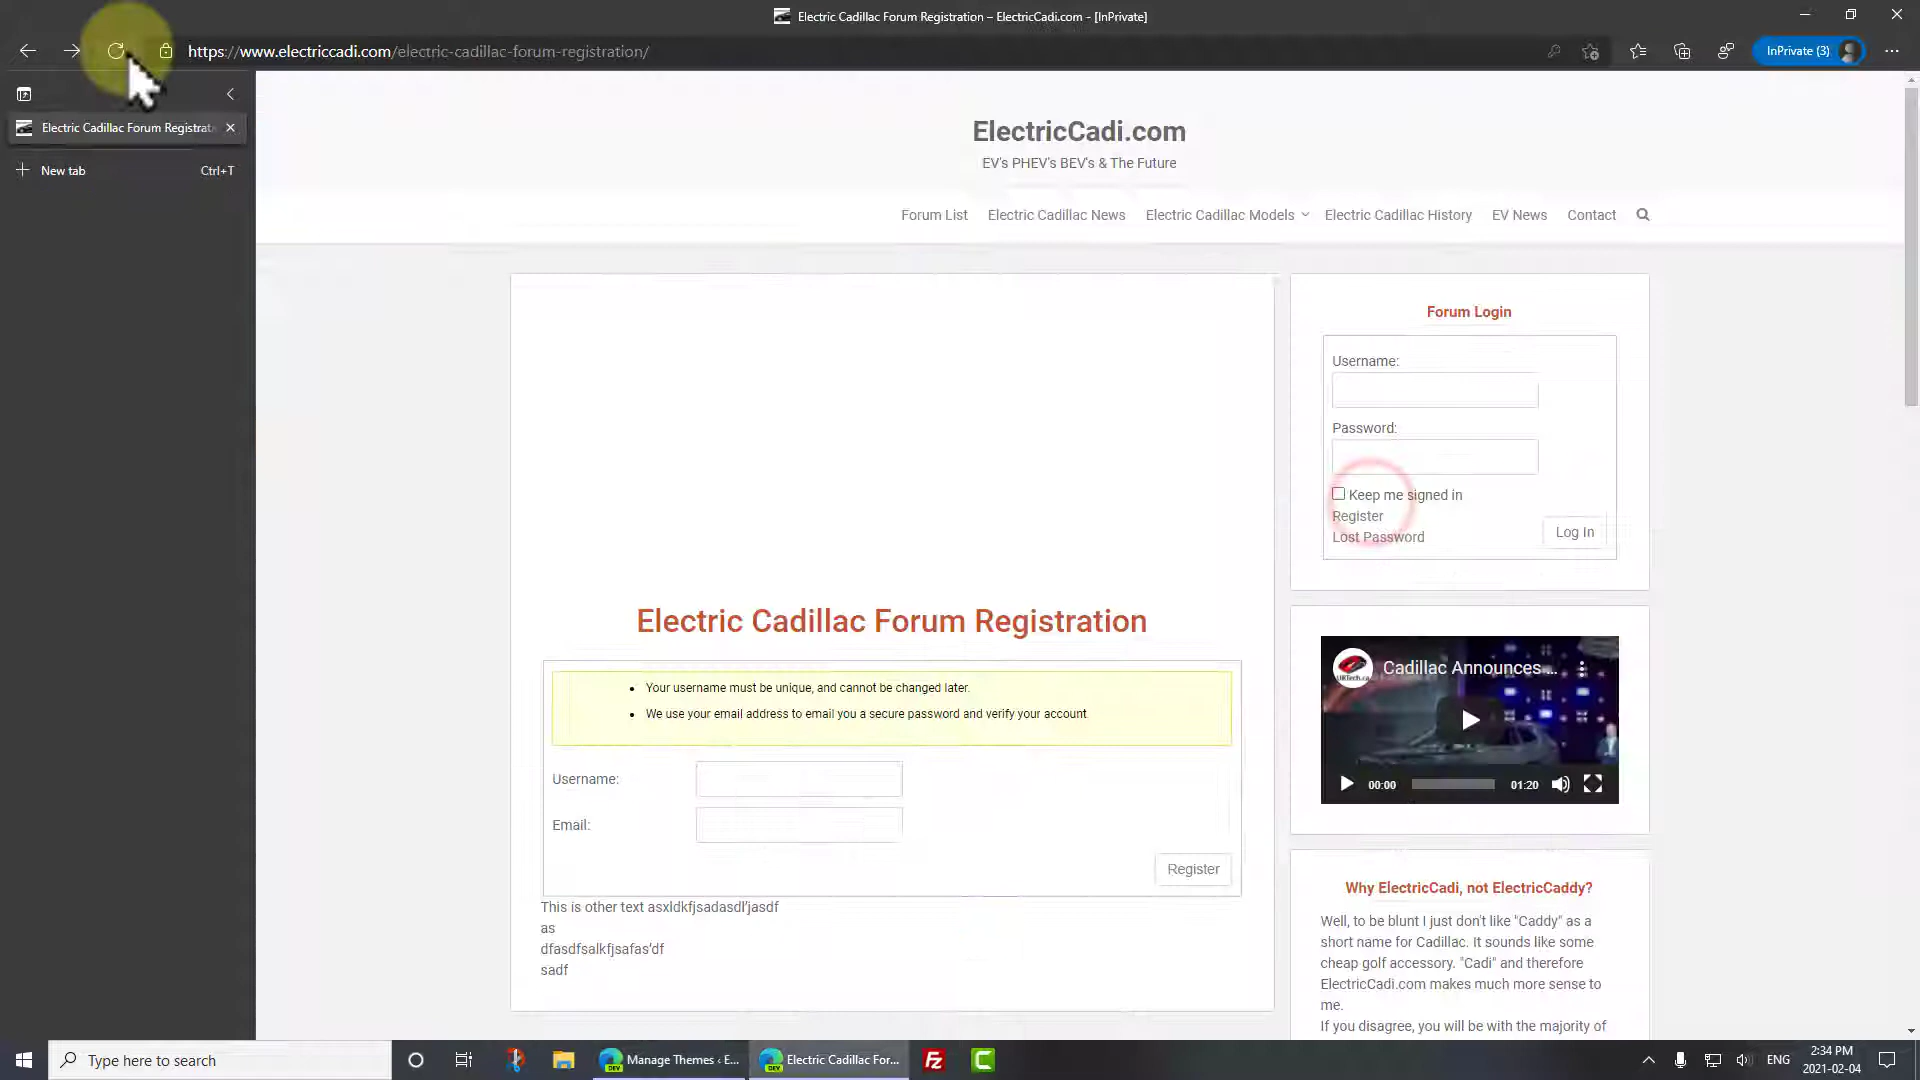 Electric Cadillac Forum Registration – ElectricCadi.com - [InPrivate]
https://www.electriccadi.com/electric-cadillac-forum-registration/
InPrivate (3)
Electric Cadillac Forum Registrat
New tab
Ctrl+T
ElectricCadi.com
EV's PHEV's BEV's & The Future
Forum List
Electric Cadillac News
Electric Cadillac Models
Electric Cadillac History
EV News
Contact
Electric Cadillac Forum Registration
Your username must be unique, and cannot be changed later.
We use your email address to email you a secure password and verify your account
Username:
Email:
Register
This is other text asxldkfjsadasdl'jasdf
as
dfasdfsalkfjsafas'df
sadf
Forum Login
Username:
Password:
Keep me signed in
Register
Lost Password
Log In
URTech.ca
Cadillac Announces-...
00:00
01:20
Why ElectricCadi, not ElectricCaddy?
Well, to be blunt I just don't like "Caddy" as a
short name for Cadillac. It sounds like some
cheap golf accessory. "Cadi" and therefore
ElectricCadi.com makes much more sense to
me.
If you disagree, you will be with the majority of
Type here to search
DEV
Manage Themes ‹ E...
DEV
Electric Cadillac For...
Fz
C
ENG
2:34 PM
2021-02-04